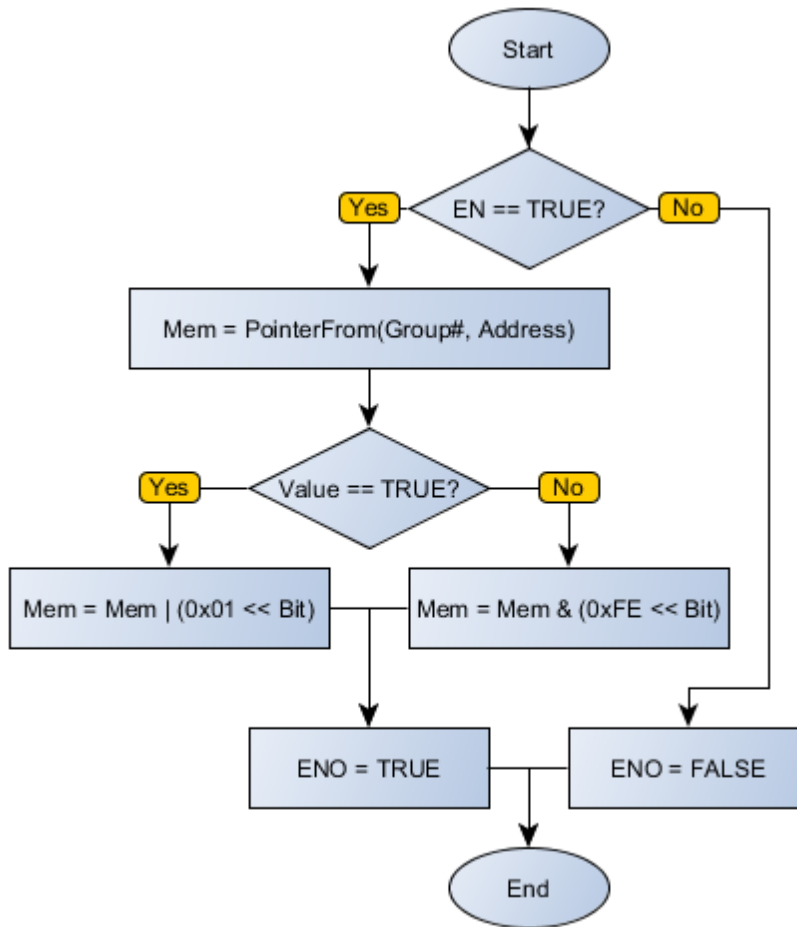 Start
EN == TRUE?
Yes
No
Mem = PointerFrom(Group#, Address)
Value == TRUE?
Yes
No
Mem = Mem | (0x01 << Bit)
Mem = Mem & (0xFE << Bit)
ENO = TRUE
ENO = FALSE
End